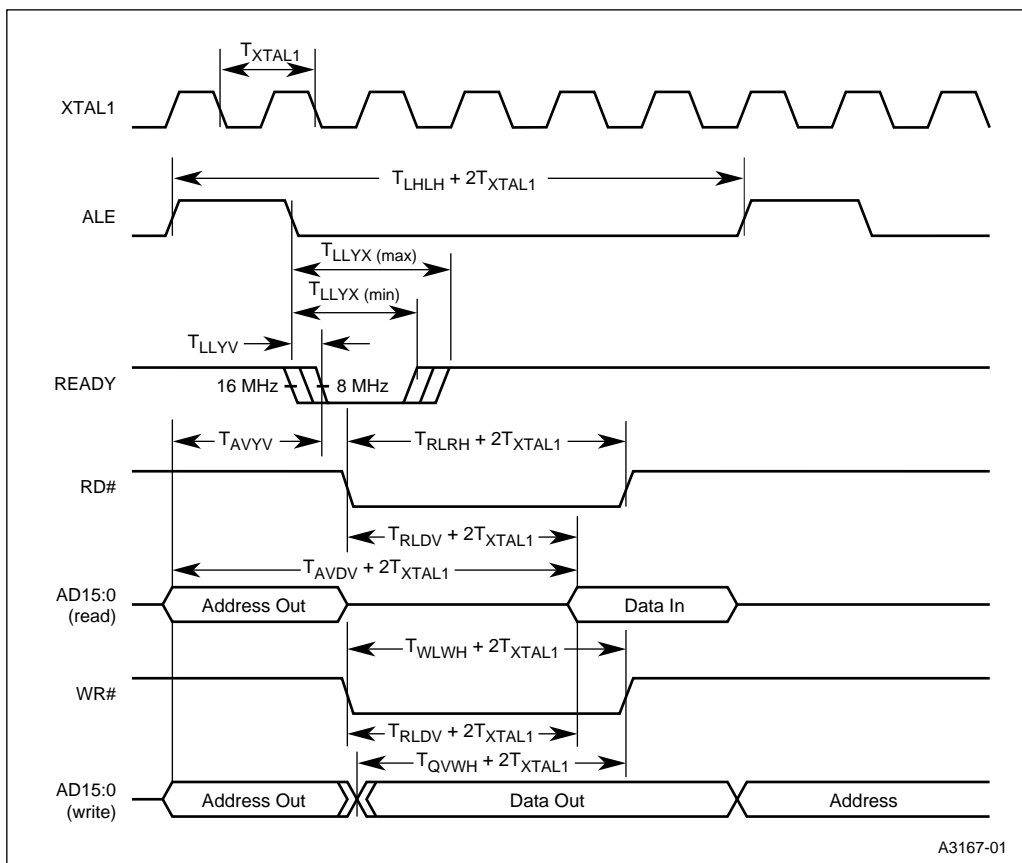 TXTAL1
XTAL1
TLHLH + 2TXTAL1
ALE
TLLYX (max)
TLLYX (min)
TLLYV
READY
16 MHz
8 MHz
TAVYV
TRLRH + 2TXTAL1
RD#
TRLDV + 2TXTAL1
TAVDV + 2TXTAL1
AD15:0
(read)
Address Out
Data In
TWLWH + 2TXTAL1
WR#
TRLDV + 2TXTAL1
TQVWH + 2TXTAL1
AD15:0
(write)
Address Out
Data Out
Address
A3167-01